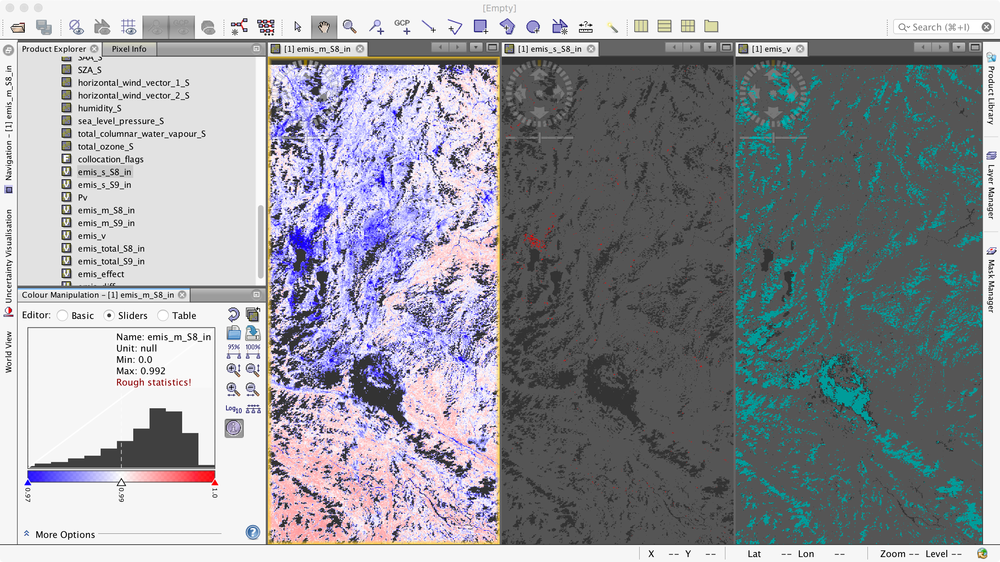 [Empty]
GCP
GCP
Search (⌘+I)
Product Explorer
Pixel Info
[1] emis_m_S8_in
[1] emis_s_S8_in
[1] emis_v
SAA_S
SZA_S
horizontal_wind_vector_1_S
horizontal_wind_vector_2_S
humidity_S
sea_level_pressure_S
total_columnar_water_vapour_S
total_ozone_S
collocation_flags
emis_s_S8_in
emis_s_S9_in
Pv
emis_m_S8_in
emis_m_S9_in
emis_v
emis_total_S8_in
emis_total_S9_in
emis_effect
emis_diff
Navigation – [1] emis_m_S8_in
Uncertainty Visualisation
World View
Colour Manipulation – [1] emis_m_S8_in
Editor: Basic Sliders Table
Name: emis_m_S8_in
Unit: null
Min: 0.0
Max: 0.992
Rough statistics!
95% 100%
Log10
0.97
0.99
1.0
More Options
Product Library
Layer Manager
Mask Manager
X -- Y -- Lat -- Lon -- Zoom -- Level --